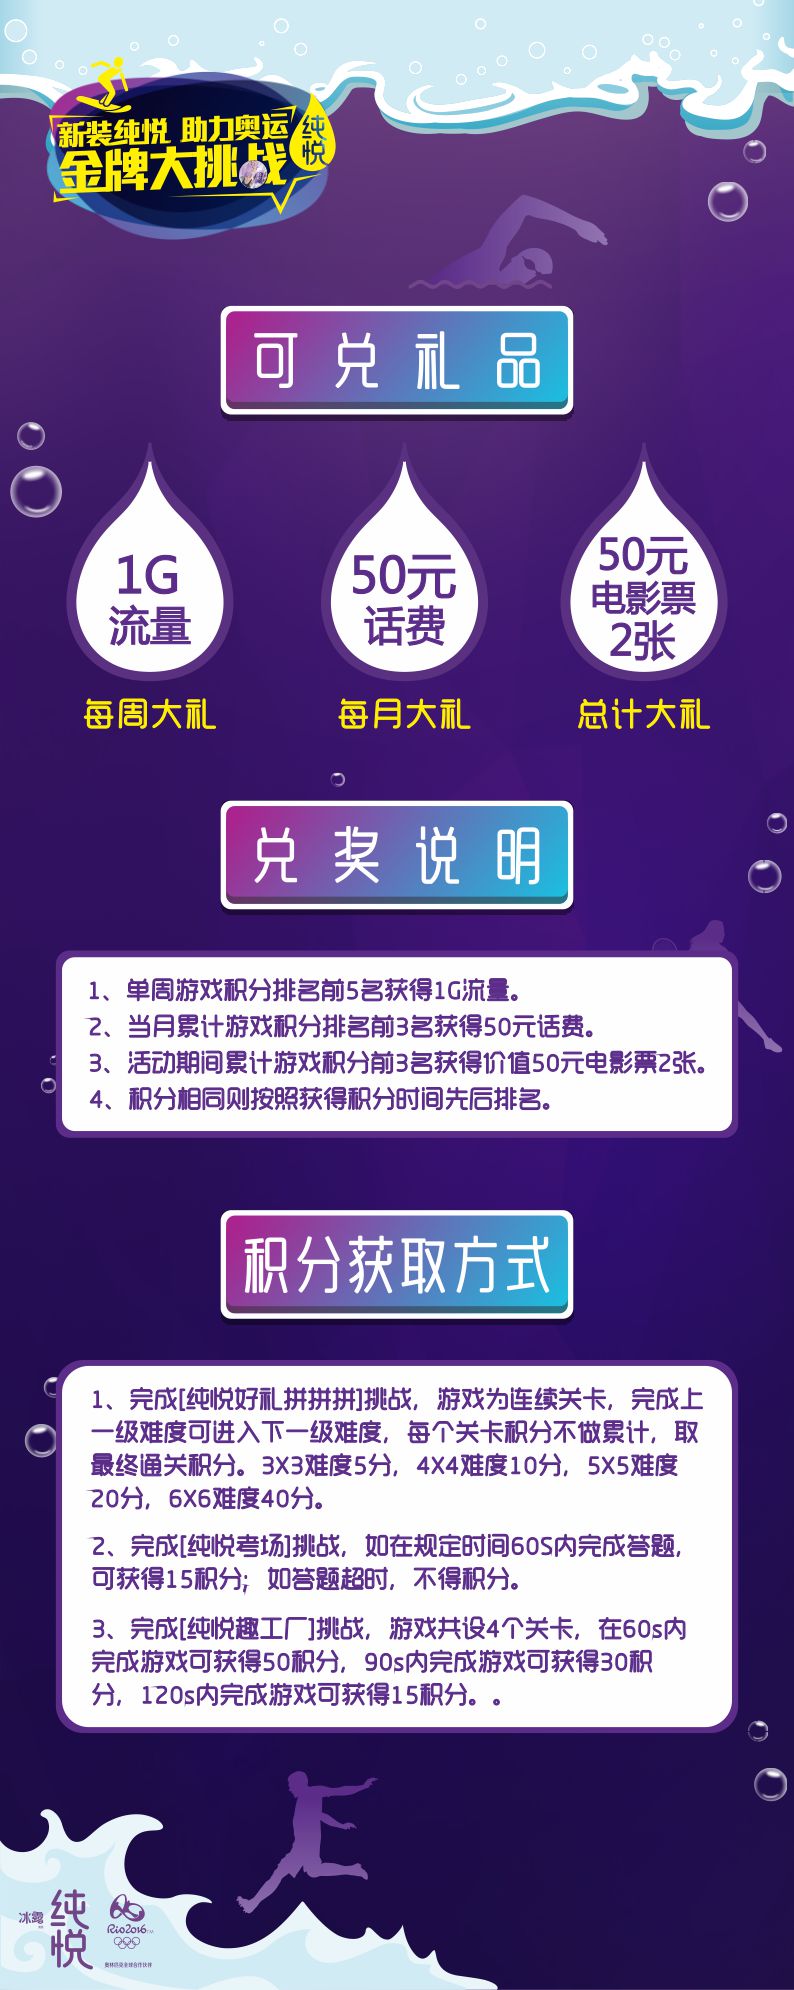 新装纯悦 助力奥运
金牌大挑战
纯悦
可兑礼品
1G
流量
50元
话费
50元
电影票
2张
每周大礼
每月大礼
总计大礼
兑奖说明
1、单周游戏积分排名前5名获得1G流量。
2、当月累计游戏积分排名前3名获得50元话费。
3、活动期间累计游戏积分前3名获得价值50元电影票2张。
4、积分相同则按照获得积分时间先后排名。
积分获取方式
1、完成[纯悦好礼拼拼拼]挑战，游戏为连续关卡，完成上
一级难度可进入下一级难度，每个关卡积分不做累计，取
最终通关积分。3X3难度5分，4X4难度10分，5X5难度
20分，6X6难度40分。
2、完成[纯悦考场]挑战，如在规定时间60S内完成答题，
可获得15积分；如答题超时，不得积分。
3、完成[纯悦趣工厂]挑战，游戏共设4个关卡，在60s内
完成游戏可获得50积分，90s内完成游戏可获得30积
分，120s内完成游戏可获得15积分。。
冰露
纯悦
Rio2016
奥林匹克全球合作伙伴